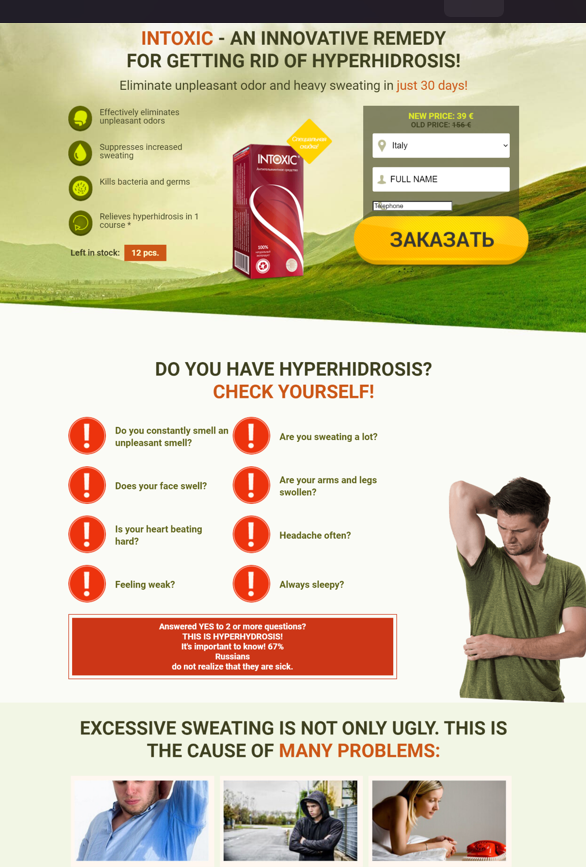 INTOXIC - AN INNOVATIVE REMEDY
FOR GETTING RID OF HYPERHIDROSIS!
Eliminate unpleasant odor and heavy sweating in just 30 days!
Effectively eliminates
unpleasant odors
Suppresses increased
sweating
Kills bacteria and germs
Relieves hyperhidrosis in 1
course *
Left in stock: 12 pcs.
Специальная
скидка!
INTOXIC
100%
NEW PRICE: 39 €
OLD PRICE: 156 €
Italy
FULL NAME
Telephone
ЗАКАЗАТЬ
DO YOU HAVE HYPERHIDROSIS?
CHECK YOURSELF!
Do you constantly smell an
unpleasant smell?
Are you sweating a lot?
Does your face swell?
Are your arms and legs
swollen?
Is your heart beating
hard?
Headache often?
Feeling weak?
Always sleepy?
Answered YES to 2 or more questions?
THIS IS HYPERHYDROSIS!
It's important to know! 67%
Russians
do not realize that they are sick.
EXCESSIVE SWEATING IS NOT ONLY UGLY. THIS IS
THE CAUSE OF MANY PROBLEMS: